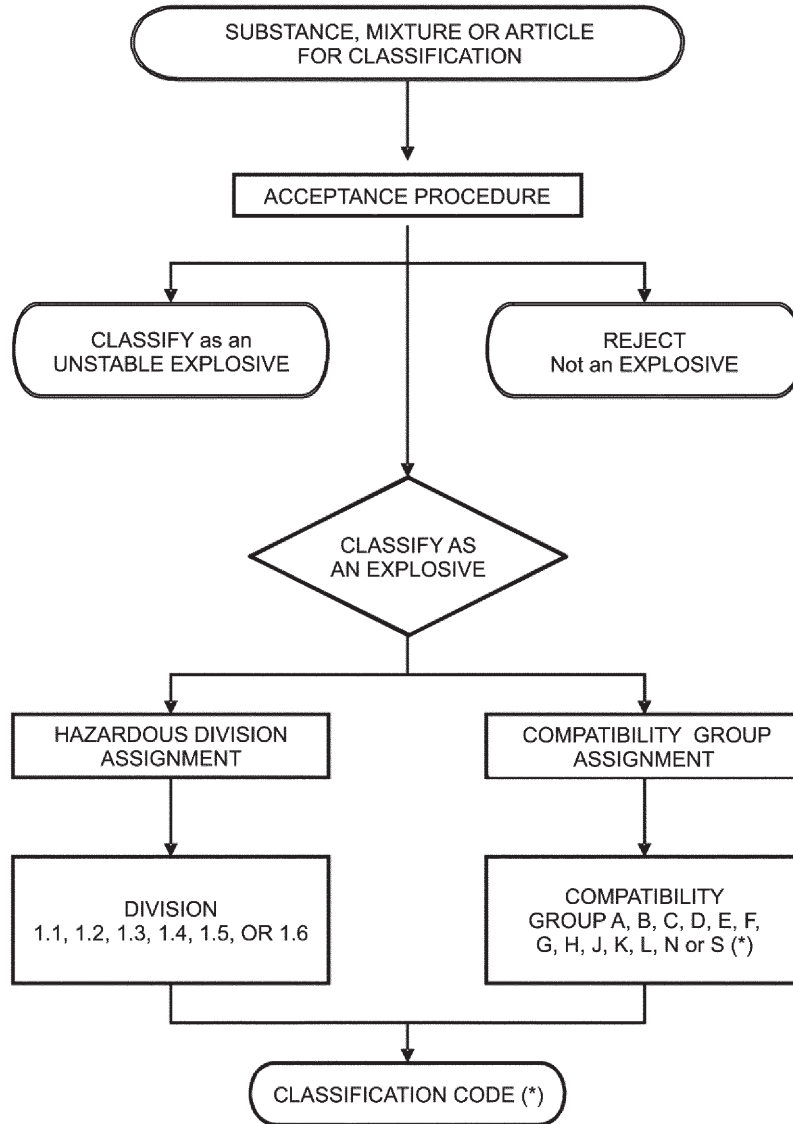 SUBSTANCE, MIXTURE OR ARTICLE
FOR CLASSIFICATION
ACCEPTANCE PROCEDURE
CLASSIFY as an
UNSTABLE EXPLOSIVE
REJECT
Not an EXPLOSIVE
CLASSIFY AS
AN EXPLOSIVE
HAZARDOUS DIVISION
ASSIGNMENT
COMPATIBILITY GROUP
ASSIGNMENT
DIVISION
1.1, 1.2, 1.3, 1.4, 1.5, OR 1.6
COMPATIBILITY
GROUP A, B, C, D, E, F,
G, H, J, K, L, N or S (*)
CLASSIFICATION CODE (*)